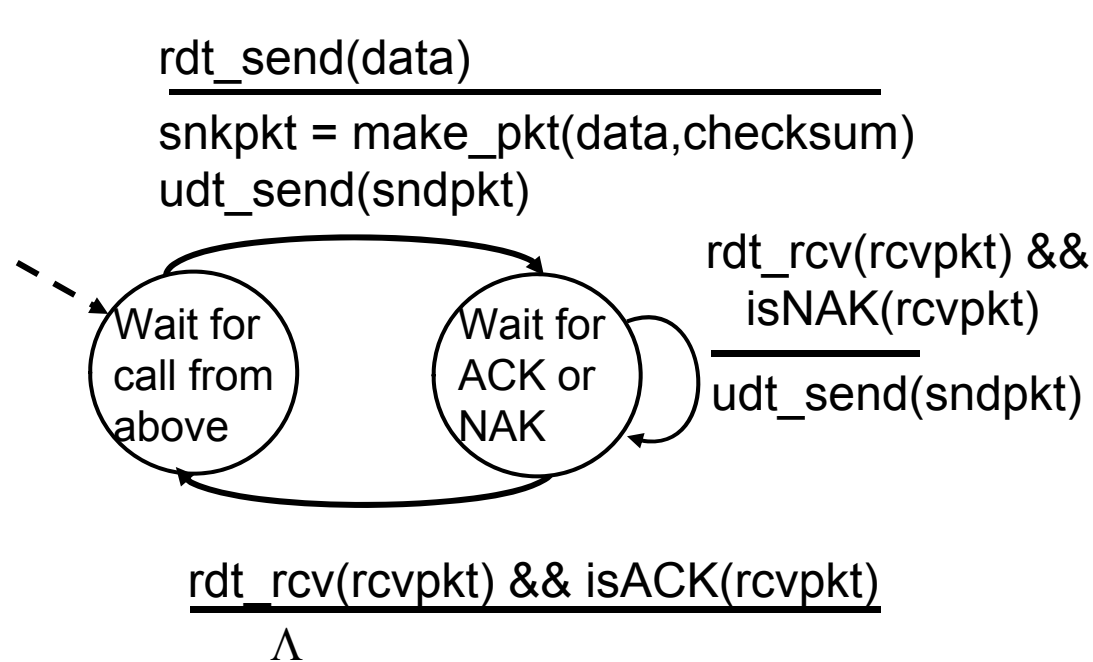 rdt_send(data)
snkpkt = make_pkt(data,checksum)
udt_send(sndpkt)
rdt_rcv(rcvpkt) &&
isNAK(rcvpkt)
udt_send(sndpkt)
Wait for
call from
above
Wait for
ACK or
NAK
rdt_rcv(rcvpkt) && isACK(rcvpkt)
Λ